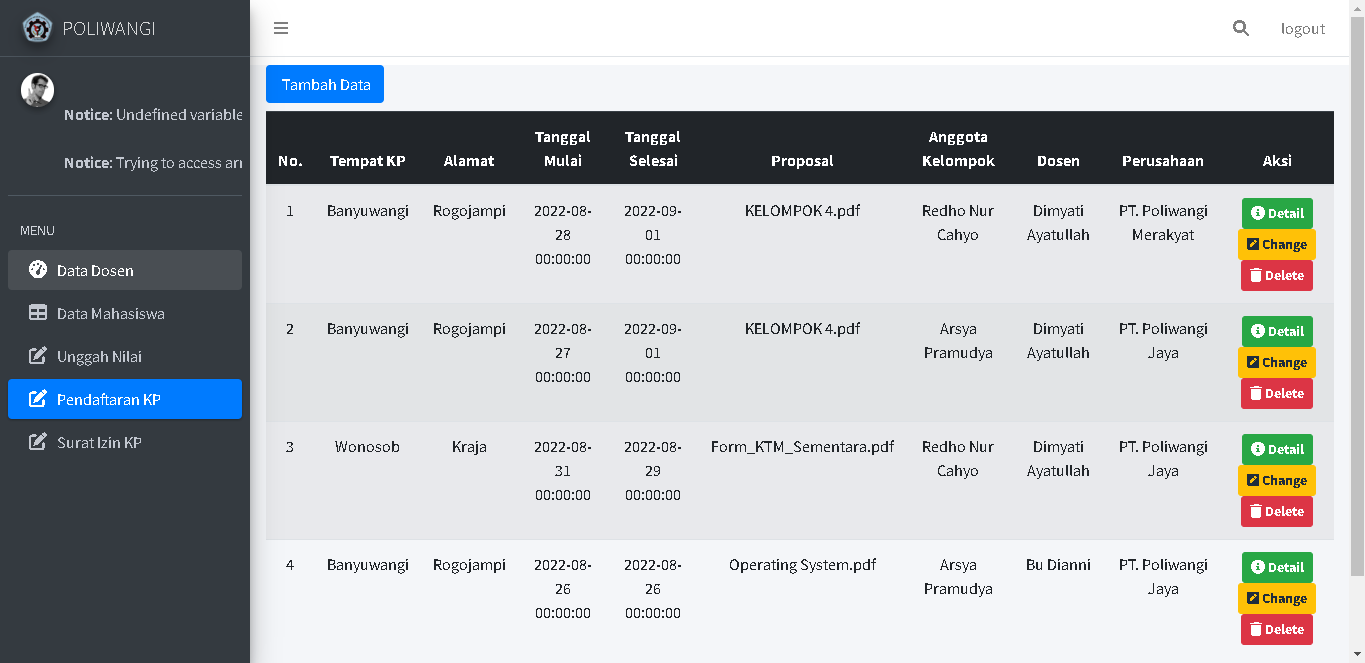 POLIWANGI
logout
Notice: Undefined variable
Notice: Trying to access arr
MENU
Data Dosen
Data Mahasiswa
Unggah Nilai
Pendaftaran KP
Surat Izin KP
Tambah Data
No. Tempat KP Alamat Tanggal Mulai Tanggal Selesai Proposal Anggota Kelompok Dosen Perusahaan Aksi
1 Banyuwangi Rogojampi 2022-08- 2022-09- KELOMPOK 4.pdf Redho Nur Dimyati PT. Poliwangi Detail
28 01 Cahyo Ayatullah Merakyat Change
00:00:00 00:00:00 Delete
2 Banyuwangi Rogojampi 2022-08- 2022-09- KELOMPOK 4.pdf Arsya Dimyati PT. Poliwangi Detail
27 01 Pramudya Ayatullah Jaya Change
00:00:00 00:00:00 Delete
3 Wonosob Kraja 2022-08- 2022-08- Form_KTM_Sementara.pdf Redho Nur Dimyati PT. Poliwangi Detail
31 29 Cahyo Ayatullah Jaya Change
00:00:00 00:00:00 Delete
4 Banyuwangi Rogojampi 2022-08- 2022-08- Operating System.pdf Arsya Bu Dianni PT. Poliwangi Detail
26 26 Pramudya Jaya Change
00:00:00 00:00:00 Delete